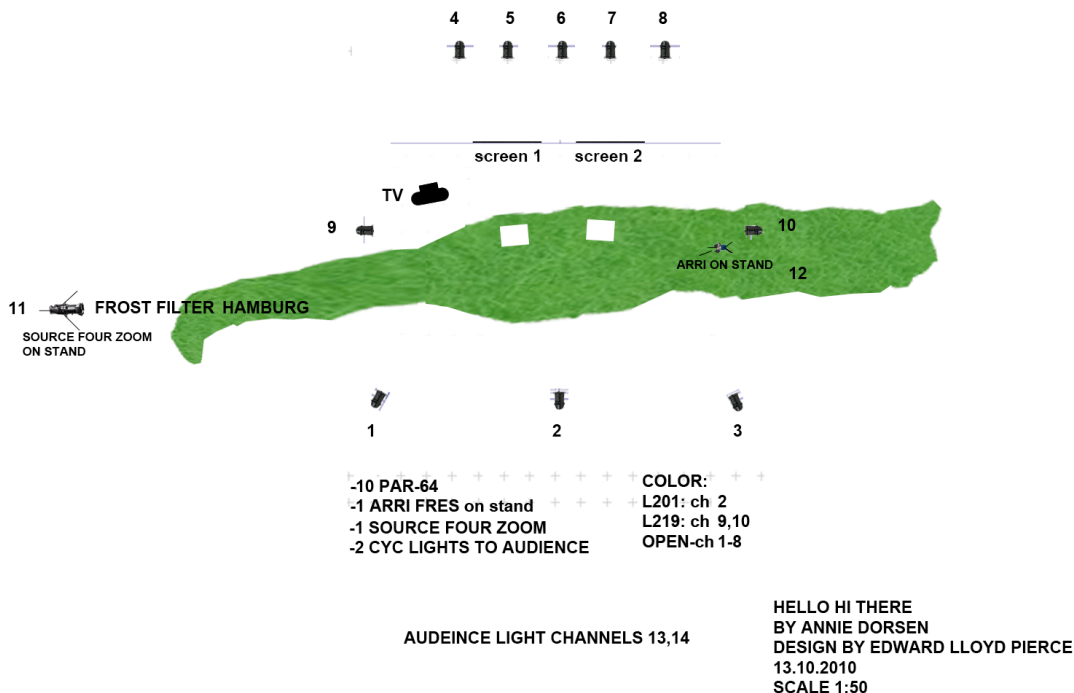 4 5 6 7 8
screen 1 screen 2
TV
9
10
ARRI ON STAND
12
11
FROST FILTER HAMBURG
SOURCE FOUR ZOOM
ON STAND
1 2 3
-10 PAR-64
-1 ARRI FRES on stand
-1 SOURCE FOUR ZOOM
-2 CYC LIGHTS TO AUDIENCE
COLOR:
L201: ch 2
L219: ch 9,10
OPEN-ch 1-8
AUDEINCE LIGHT CHANNELS 13,14
HELLO HI THERE
BY ANNIE DORSEN
DESIGN BY EDWARD LLOYD PIERCE
13.10.2010
SCALE 1:50